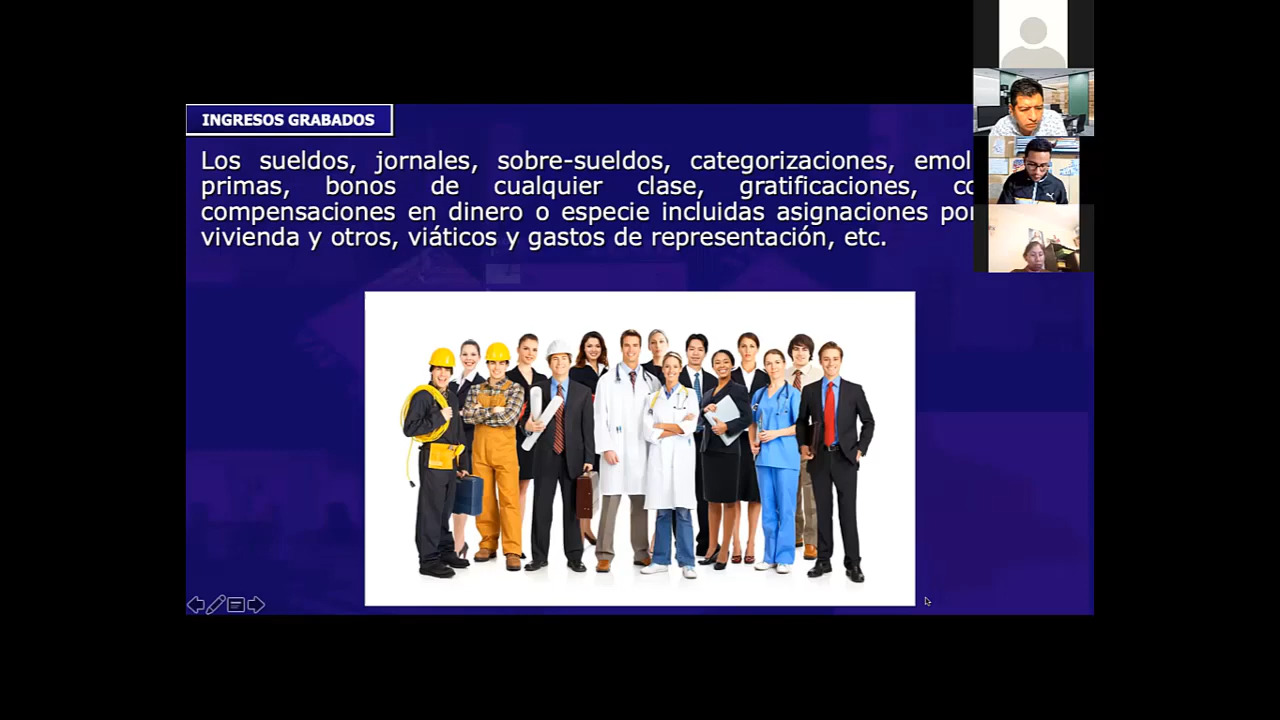 INGRESOS GRABADOS
Los sueldos, jornales, sobre-sueldos, categorizaciones, emol
primas, bonos de cualquier clase, gratificaciones, co
compensaciones en dinero o especie incluidas asignaciones por
vivienda y otros, viáticos y gastos de representación, etc.